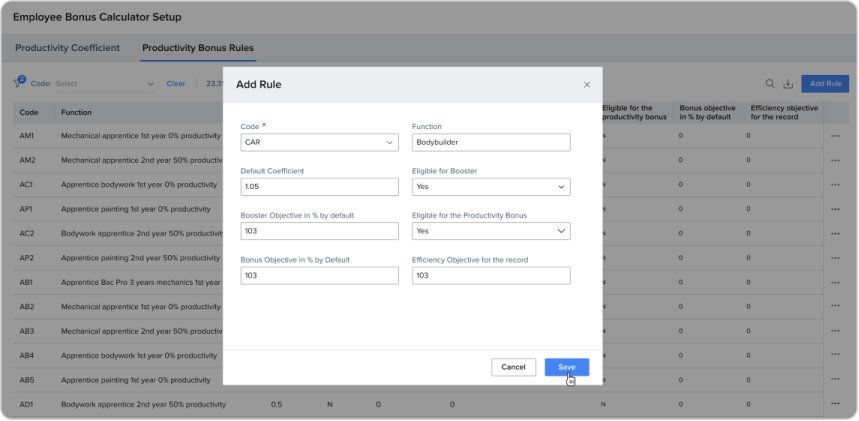 Employee Bonus Calculator Setup
Productivity Coefficient Productivity Bonus Rules
2 Code: Select Clear Add Rule
Add Rule
Code * Function
CAR Bodybuilder
Default Coefficient Eligible for Booster
1.05 Yes
Booster Objective in % by default Eligible for the Productivity Bonus
103 Yes
Bonus Objective in % by Default Efficiency Objective for the record
103 103
Cancel Save
Code Function Eligible for the Bonus objective Efficiency objective
productivity bonus in % by default for the record
AM1 Mechanical apprentice 1st year 0% productivity 0 0
AM2 Mechanical apprentice 2nd year 50% 0 0
AC1 Apprentice bodywork 1st year 0% productivity 0 0
AP1 Apprentice painting 1st year 0% productivity 0 0
AC2 Bodywork apprentice 2nd year 50% 0 0
AP2 Apprentice painting 2nd year 50% productivity 0 0
AB1 Apprentice Bac Pro 3 years mechanics 1st year 0 0
AB2 Mechanical apprentice 1st year 0% productivity 0 0
AB3 Mechanical apprentice 2nd year 50% 0 0
AB4 Apprentice bodywork 1st year 0% productivity 0 0
AB5 Apprentice painting 1st year 0% productivity 0 0
AD1 Bodywork apprentice 2nd year 50% productivity 0.5 N 0 0 N 0 0